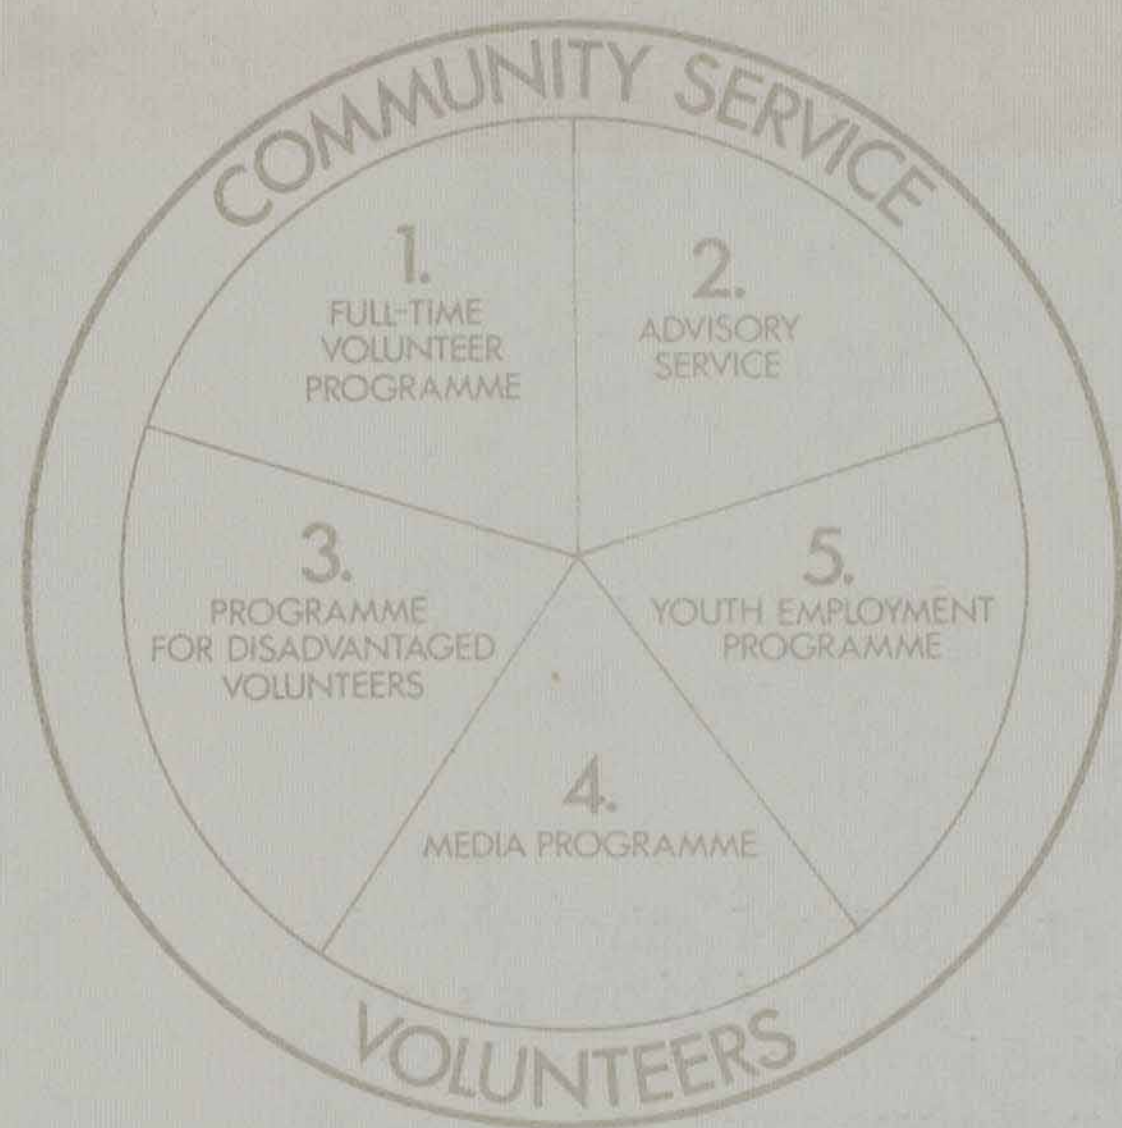 COMMUNITY SERVICE
1.
FULL-TIME
VOLUNTEER
PROGRAMME
2.
ADVISORY
SERVICE
3.
PROGRAMME
FOR DISADVANTAGED
VOLUNTEERS
4.
MEDIA PROGRAMME
5.
YOUTH EMPLOYMENT
PROGRAMME
VOLUNTEERS